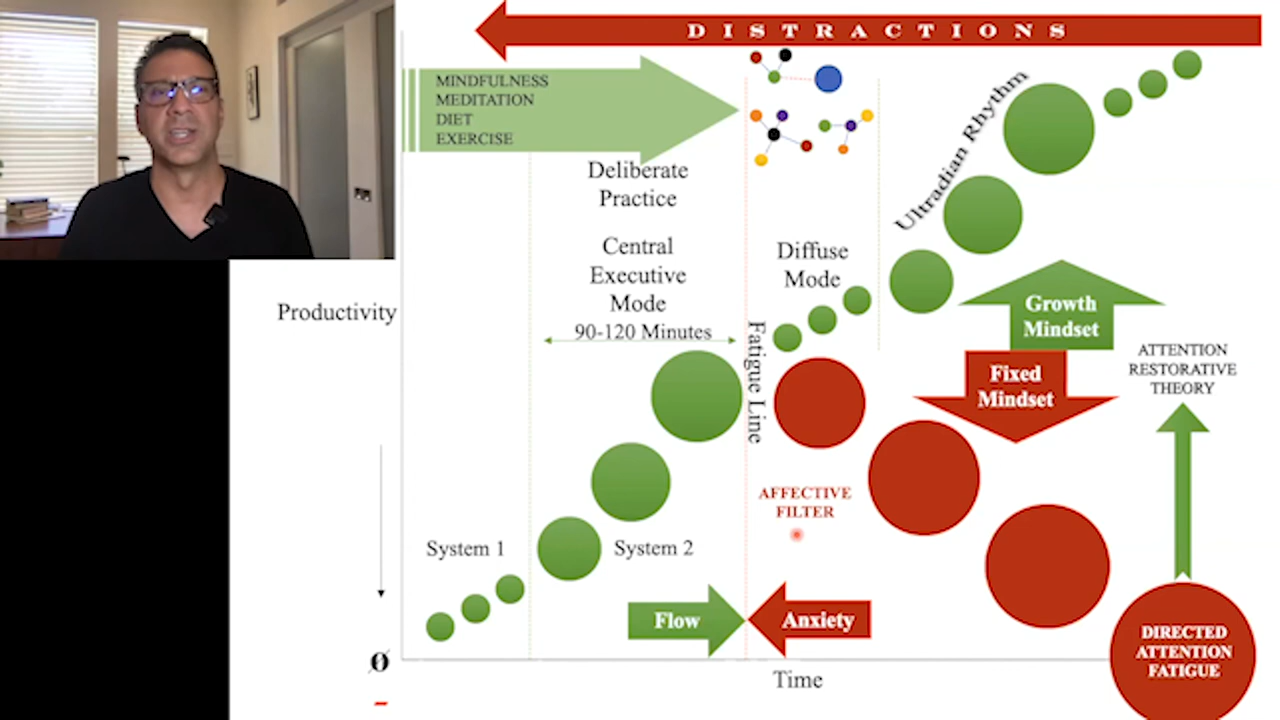 DISTRACTIONS
MINDFULNESS
MEDITATION
DIET
EXERCISE
Deliberate
Practice
Central
Executive
Mode
90-120 Minutes
Diffuse
Mode
Ultradian Rhythm
Productivity
Fatigue Line
Growth
Mindset
Fixed
Mindset
ATTENTION
RESTORATIVE
THEORY
AFFECTIVE
FILTER
System 1
System 2
Flow
Anxiety
DIRECTED
ATTENTION
FATIGUE
0
-
Time